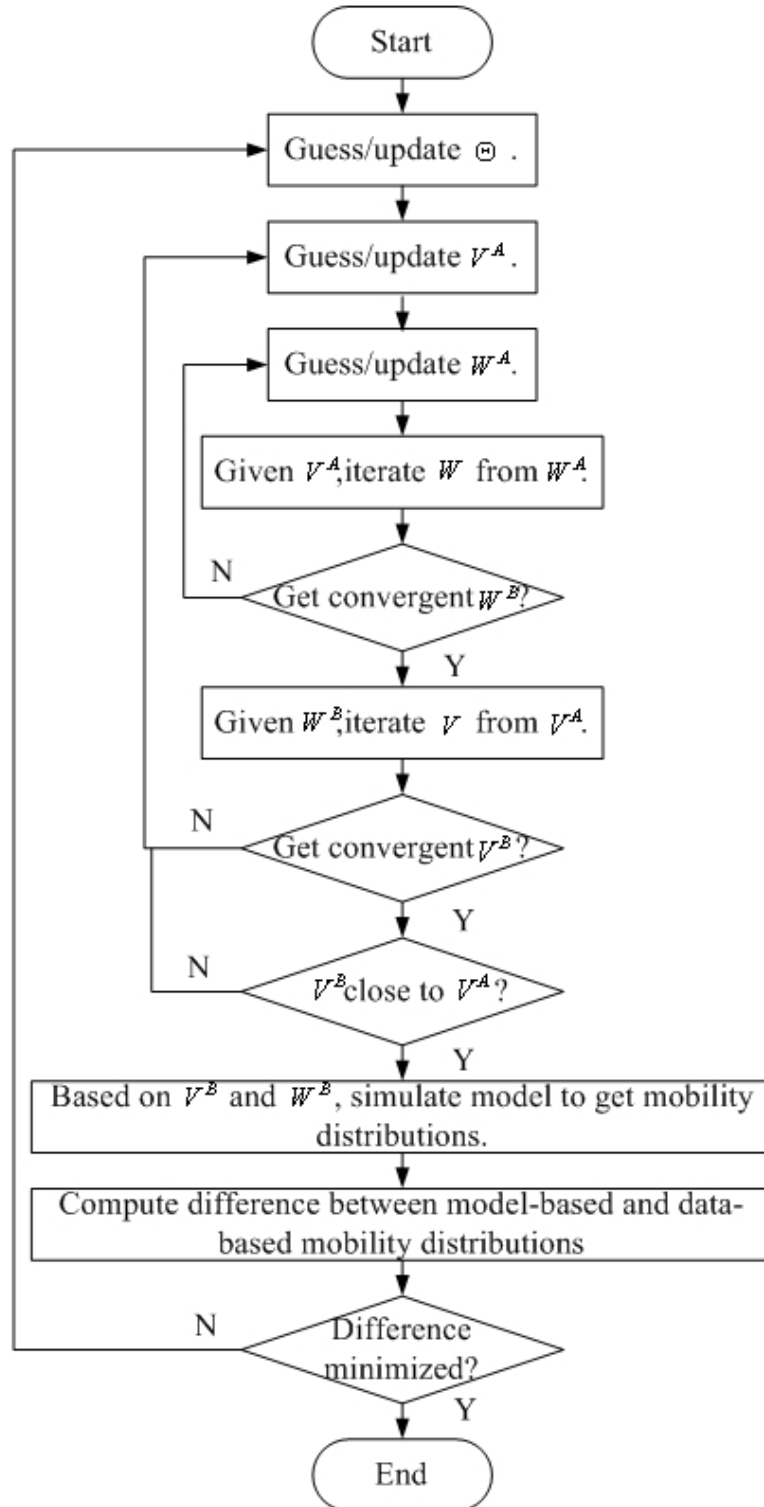 Start
Guess/update Θ .
Guess/update V^A.
Guess/update W^A.
Given V^A,iterate W from W^A.
N
Get convergent W^B?
Y
Given W^B,iterate V from V^A.
N
Get convergent V^B?
Y
N
V^B close to V^A?
Y
Based on V^B and W^B, simulate model to get mobility
distributions.
Compute difference between model-based and data-
based mobility distributions
N
Difference
minimized?
Y
End